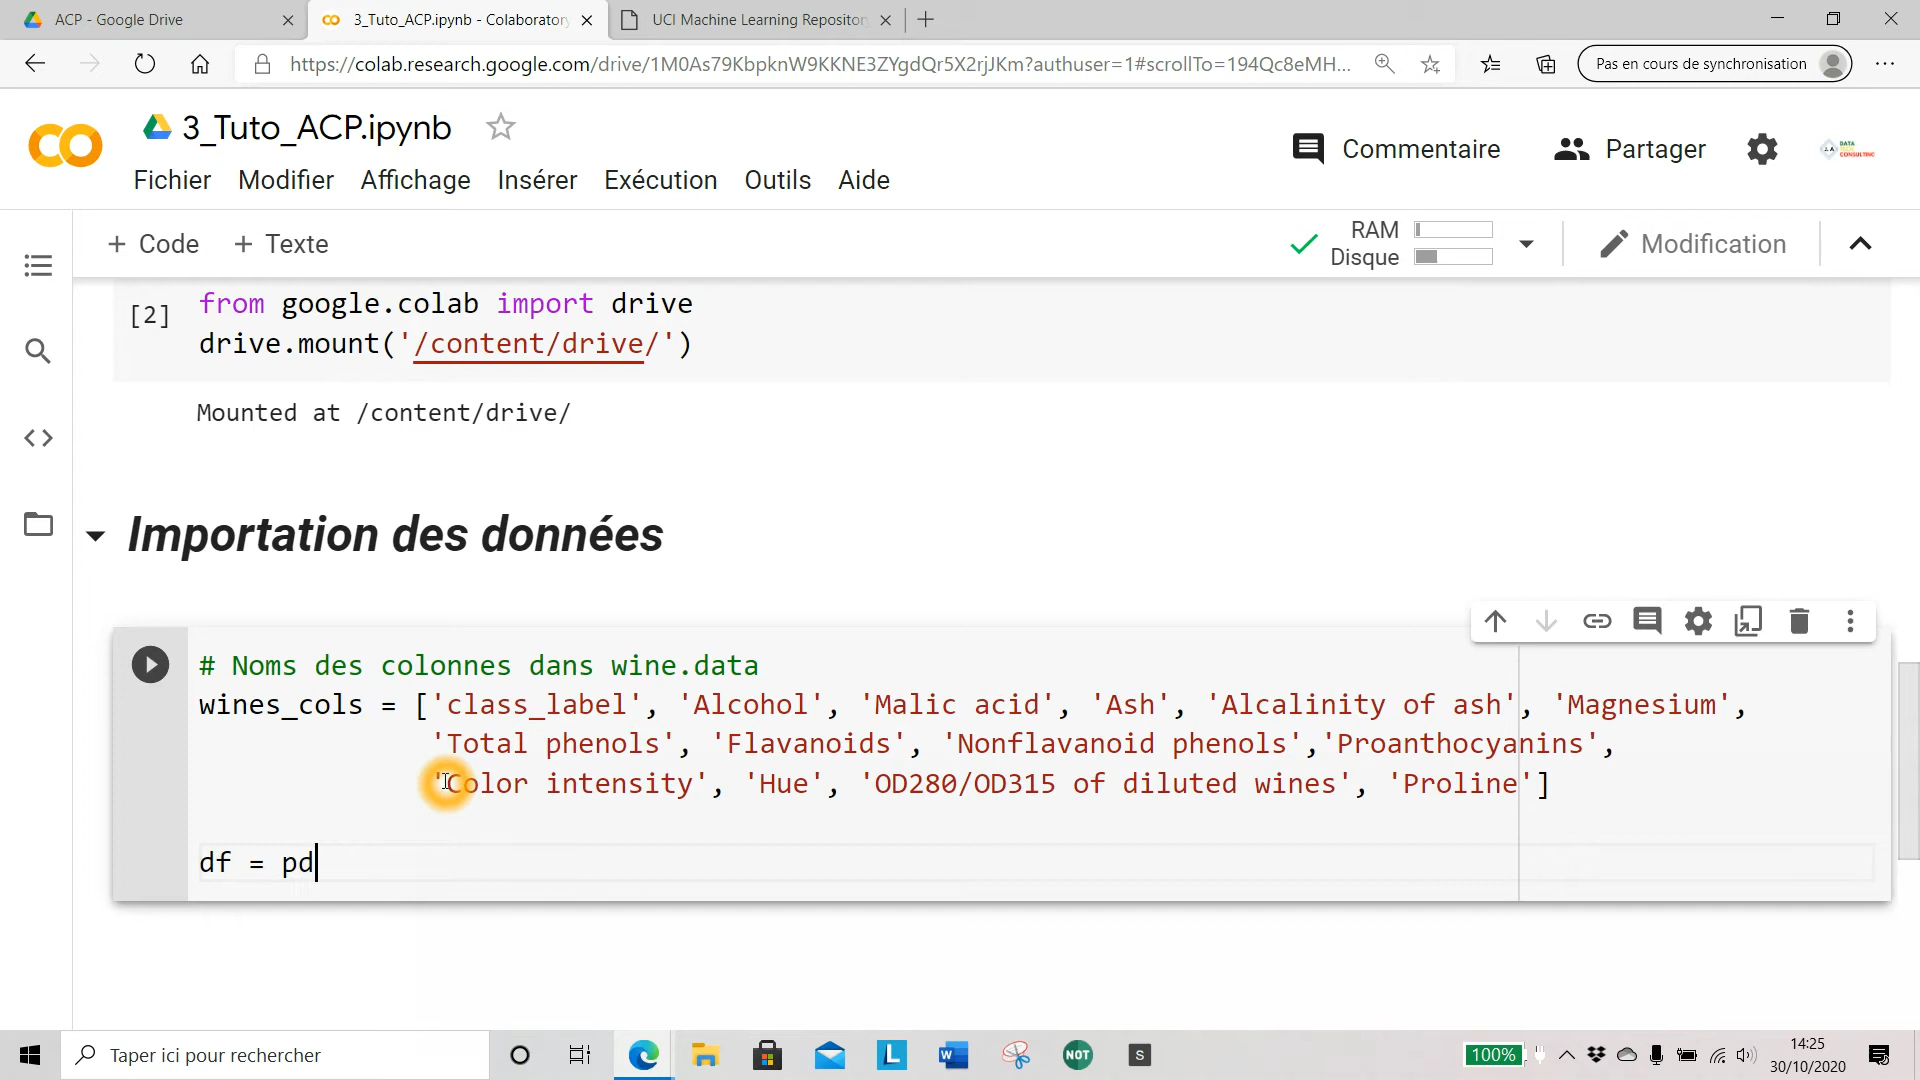 ACP - Google Drive
3_Tuto_ACP.ipynb - Colaboratory
UCI Machine Learning Repository
https://colab.research.google.com/drive/1M0As79KbpknW9KKNE3ZYgdQr5X2rjJKm?authuser=1#scrollTo=194Qc8eMH...
Pas en cours de synchronisation
3_Tuto_ACP.ipynb
Commentaire
Partager
DATA
CONSULTING
Fichier Modifier Affichage Insérer Exécution Outils Aide
+ Code + Texte
RAM
Disque
Modification
[2] from google.colab import drive
drive.mount('/content/drive/')
Mounted at /content/drive/
Importation des données
# Noms des colonnes dans wine.data
wines_cols = ['class_label', 'Alcohol', 'Malic acid', 'Ash', 'Alcalinity of ash', 'Magnesium',
'Total phenols', 'Flavanoids', 'Nonflavanoid phenols','Proanthocyanins',
'Color intensity', 'Hue', 'OD280/OD315 of diluted wines', 'Proline']
df = pd
Taper ici pour rechercher
L
W
NOT
S
100%
14:25
30/10/2020